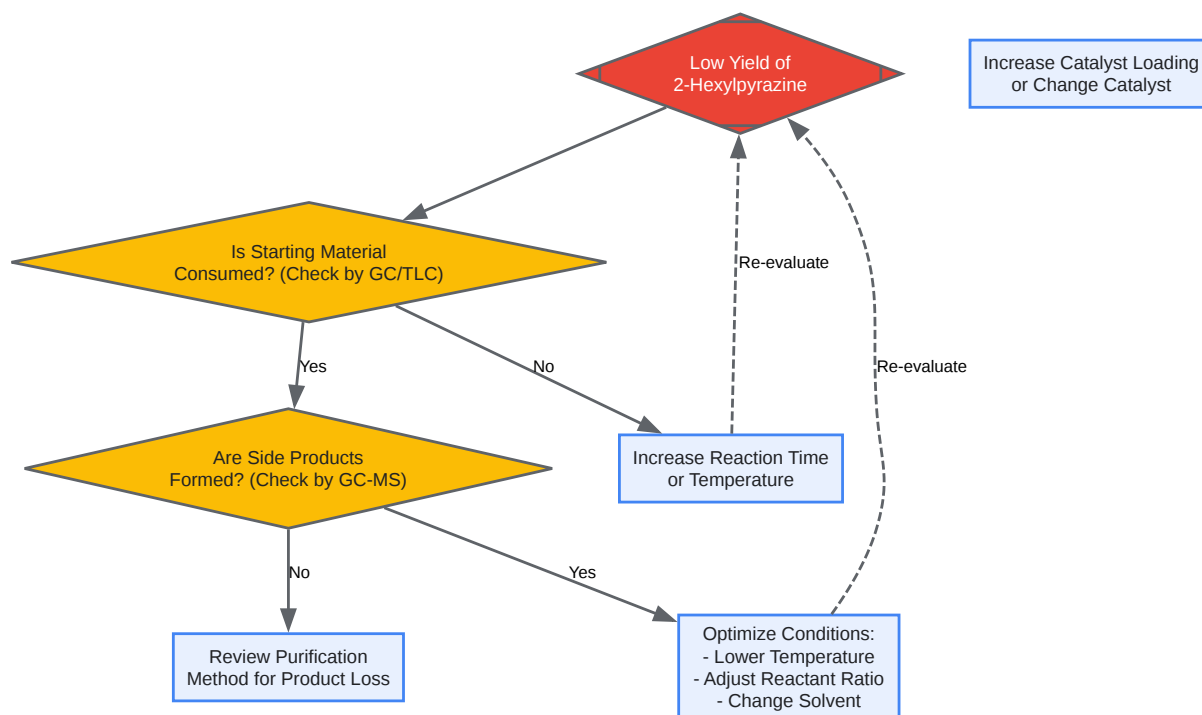 Low Yield of
2-Hexylpyrazine
Increase Catalyst Loading
or Change Catalyst
Is Starting Material
Consumed? (Check by GC/TLC)
Re-evaluate
Yes
No
Re-evaluate
Are Side Products
Formed? (Check by GC-MS)
Increase Reaction Time
or Temperature
No
Yes
Review Purification
Method for Product Loss
Optimize Conditions:
- Lower Temperature
- Adjust Reactant Ratio
- Change Solvent